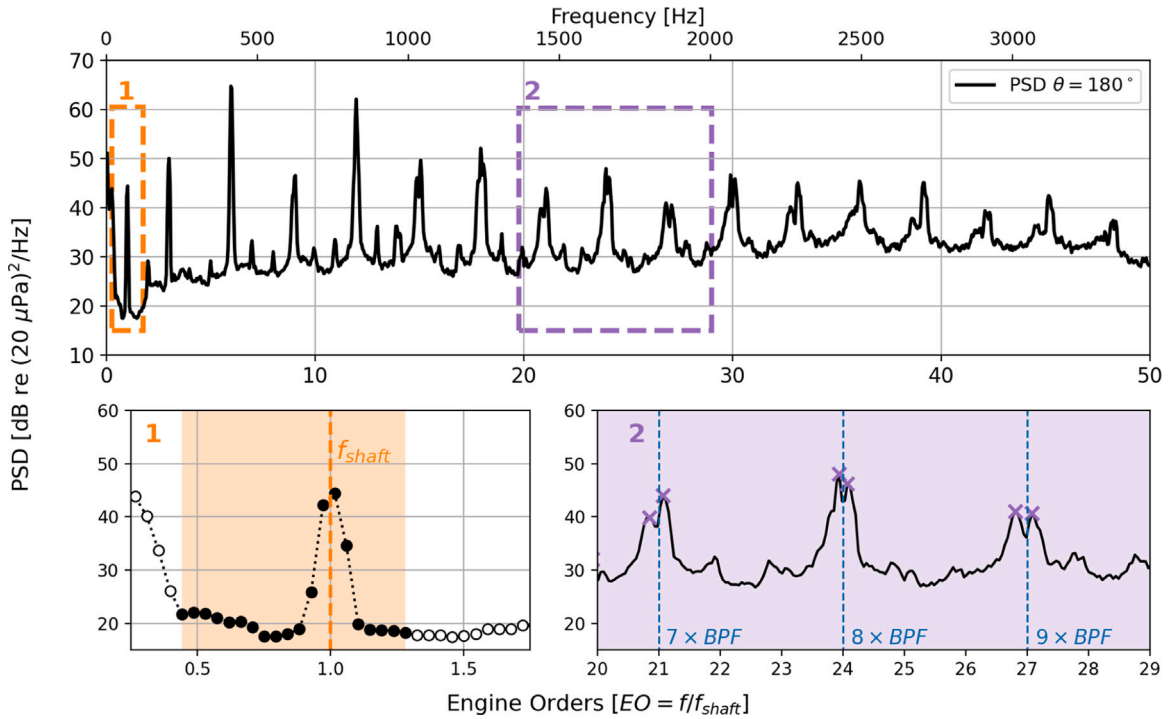 Frequency [Hz]
0 500 1000 1500 2000 2500 3000
70
60
50
40
30
20
10
1
2
PSD θ = 180°
0 10 20 30 40 50
PSD [dB re (20 μPa)²/Hz]
60
50
40
30
20
1
f_shaft
0.5 1.0 1.5
60
50
40
30
20
2
7 × BPF 8 × BPF 9 × BPF
20 21 22 23 24 25 26 27 28 29
Engine Orders [EO = f/f_shaft]